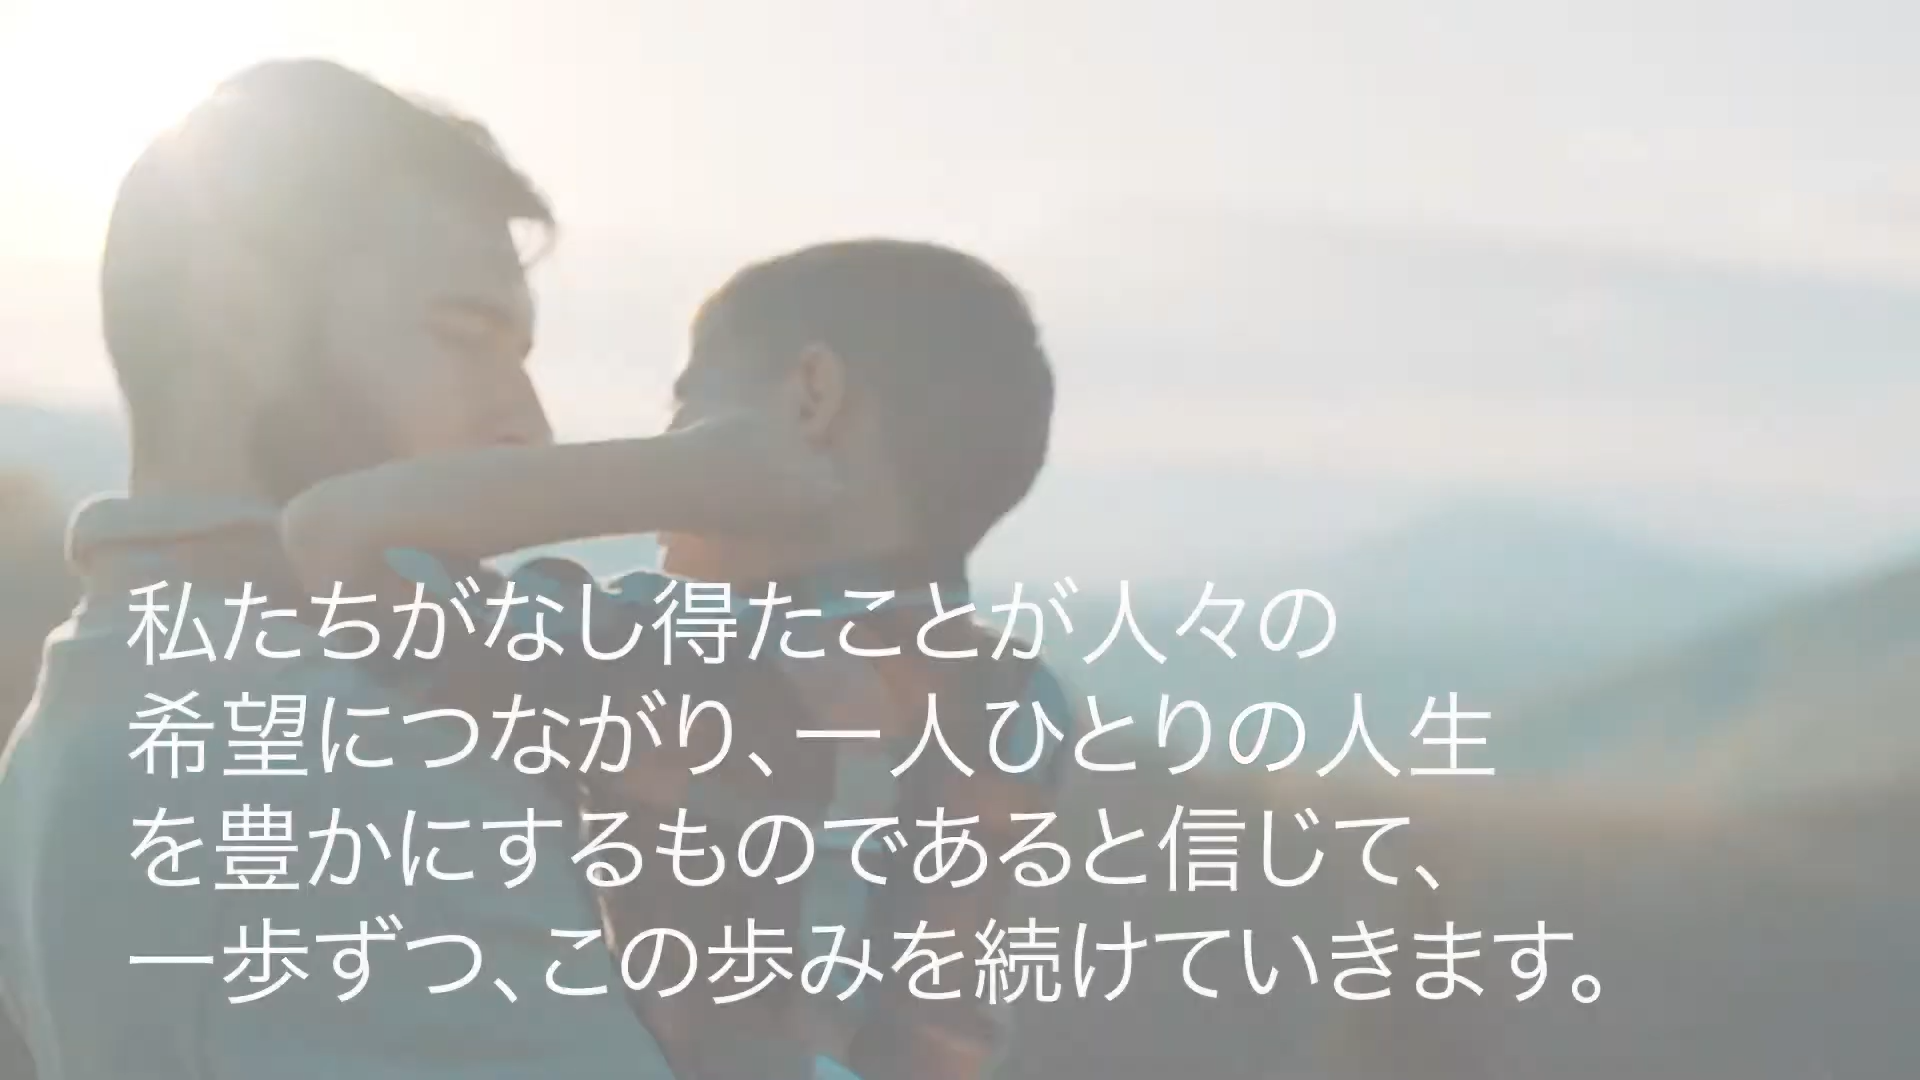 私たちがなし得たことが人々の
希望につながり、一人ひとりの人生
を豊かにするものであると信じて、
一歩ずつ、この歩みを続けていきます。